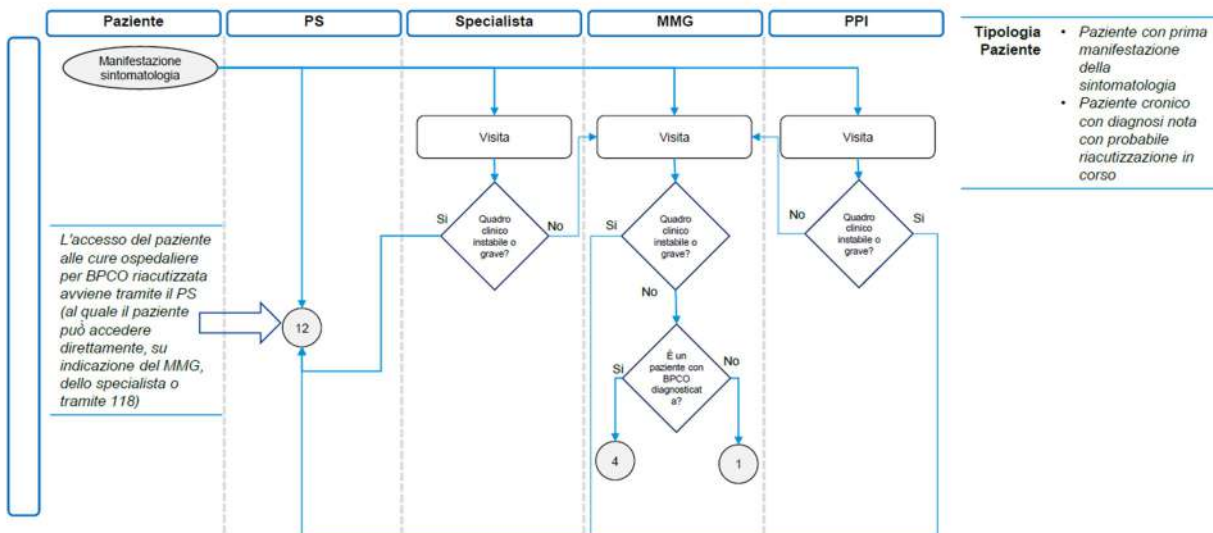 Paziente
PS
Specialista
MMG
PPI
Manifestazione
sintomatologia
Visita
Visita
Visita
Quadro
clinico
instabile o
grave?
Si
No
Quadro
clinico
instabile o
grave?
Si
No
Quadro
clinico
instabile o
grave?
No
Si
L'accesso del paziente
alle cure ospedaliere
per BPCO riacutizzata
avviene tramite il PS
(al quale il paziente
può accedere
direttamente, su
indicazione del MMG,
dello specialista o
tramite 118)
12
È un
paziente con
BPCO
diagnosticat
a?
Si
No
4
1
Tipologia
Paziente
• Paziente con prima
manifestazione
della
sintomatologia
• Paziente cronico
con diagnosi nota
con probabile
riacutizzazione in
corso